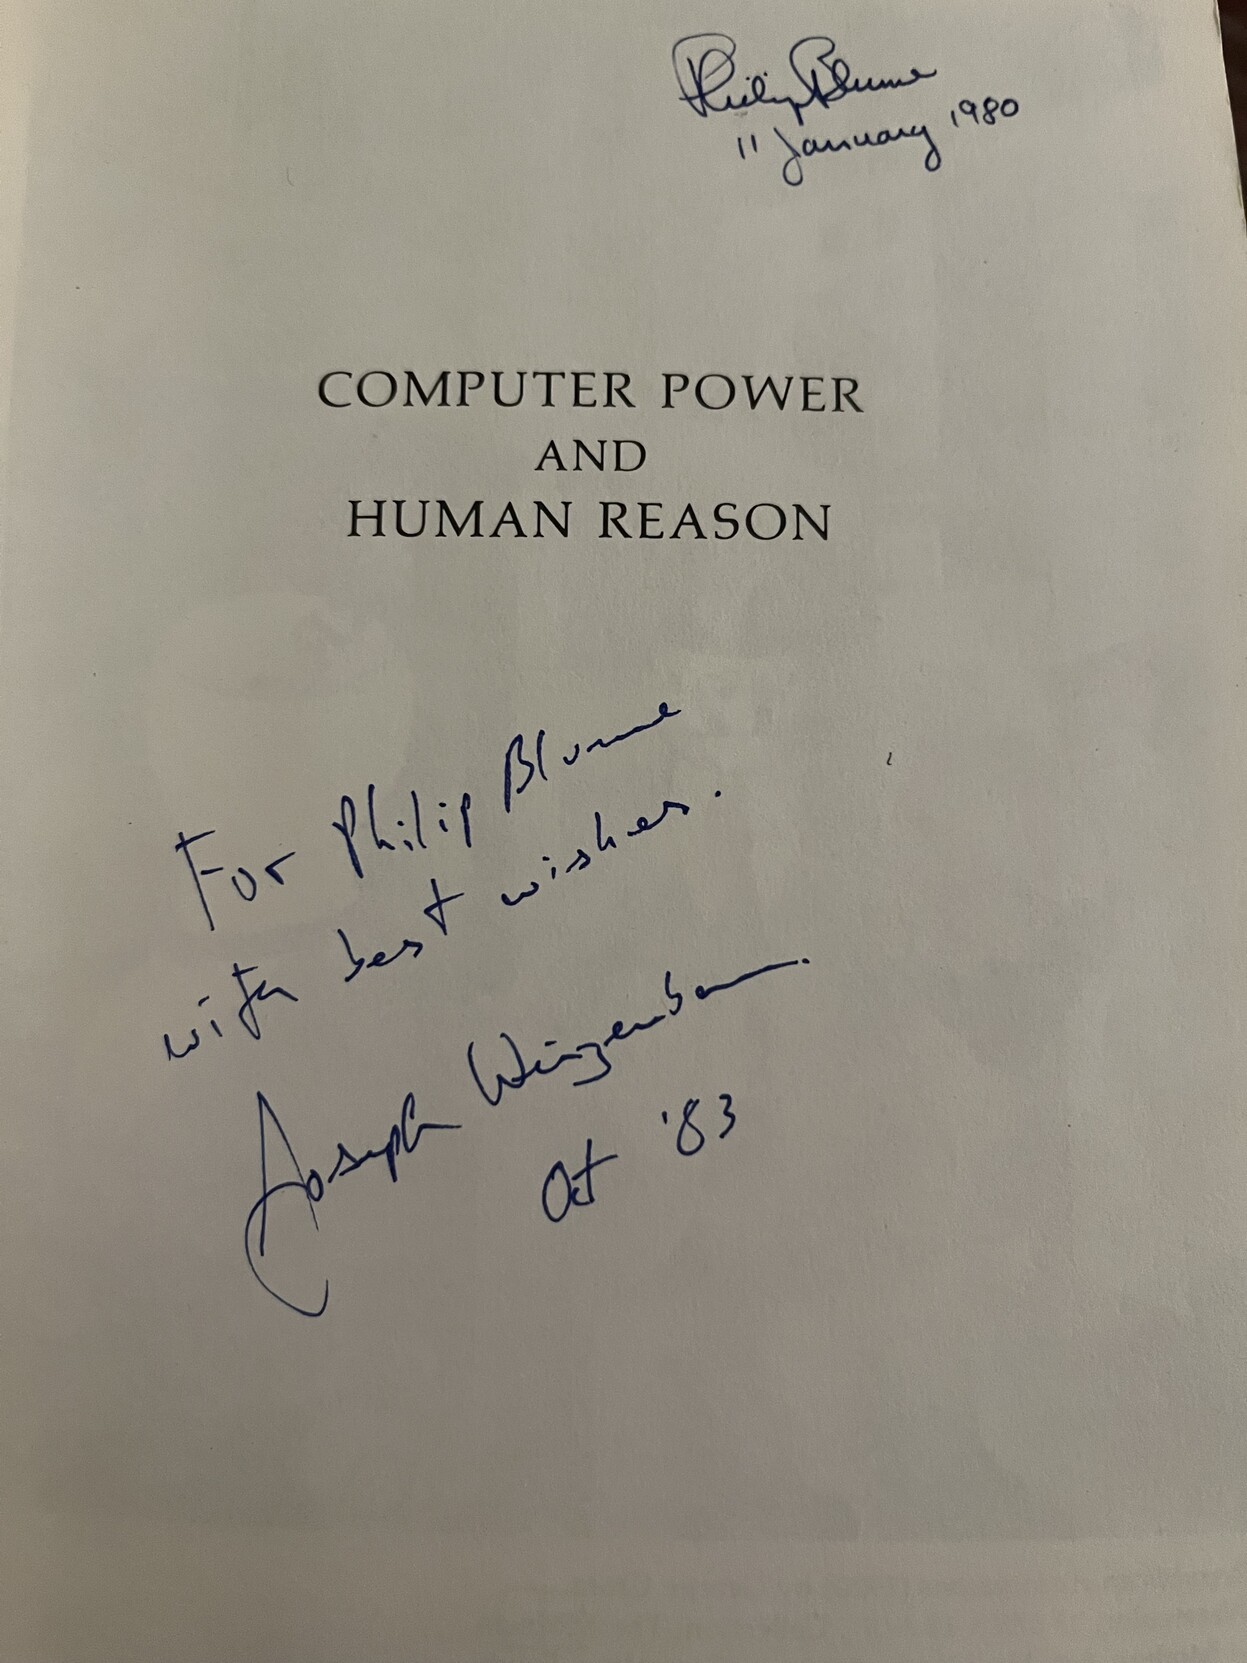 Philip Blume
11 January 1980
COMPUTER POWER
AND
HUMAN REASON
For Philip Blume
with best wishes.
Joseph Weizenbaum.
Oct '83